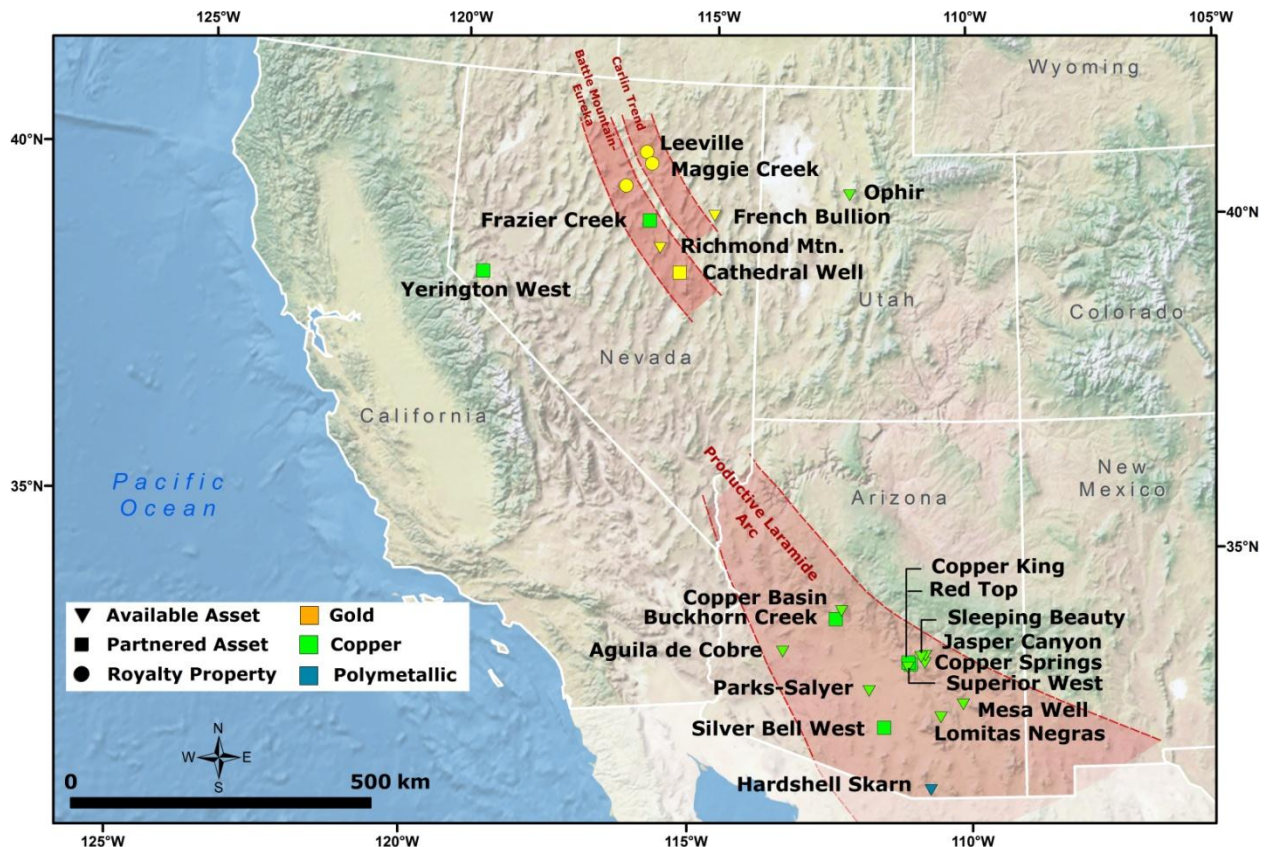 125°W
120°W
115°W
110°W
105°W
Wyoming
Battle Mountain-
Eureka
Carlin Trend
40°N
Leeville
Maggie Creek
Ophir
French Bullion
40°N
Frazier Creek
Richmond Mtn.
Cathedral Well
Yerington West
Utah
Colorado
Nevada
California
Pacific
Ocean
35°N
Productive Laramide
Arc
Arizona
New
Mexico
35°N
Copper King
Red Top
Copper Basin
Buckhorn Creek
Sleeping Beauty
Jasper Canyon
Aguila de Cobre
Copper Springs
Superior West
Parks-Salyer
Mesa Well
Silver Bell West
Lomitas Negras
Hardshell Skarn
Available Asset
Gold
Partnered Asset
Copper
Royalty Property
Polymetallic
N
W
E
S
0
500 km
125°W
120°W
115°W
110°W